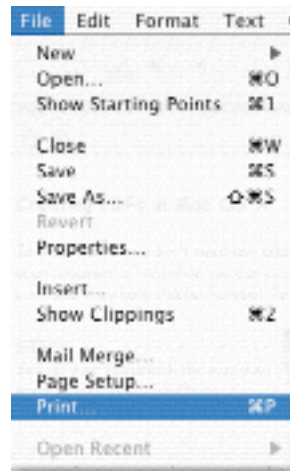 File Edit Format Text
New
Open... ⌘O
Show Starting Points ⌘1
Close ⌘W
Save ⌘S
Save As... ⇧⌘S
Revert
Properties...
Insert...
Show Clippings ⌘2
Mail Merge...
Page Setup...
Print... ⌘P
Open Recent